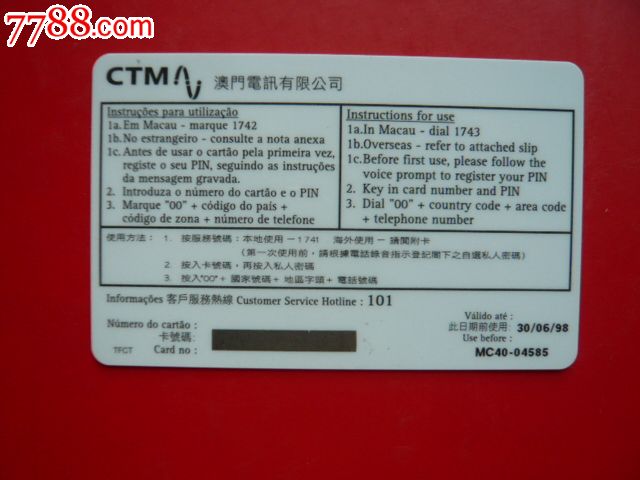 7788.com
CTM 澳門電訊有限公司
Instruções para utilização
1a. Em Macau - marque 1742
1b. No estrangeiro - consulte a nota anexa
1c. Antes de usar o cartão pela primeira vez,
registe o seu PIN, seguindo as instruções
da mensagem gravada.
2. Introduza o número do cartão e o PIN
3. Marque "00" + código do país +
código de zona + número de telefone
Instructions for use
1a. In Macau - dial 1743
1b. Overseas - refer to attached slip
1c. Before first use, please follow the
voice prompt to register your PIN
2. Key in card number and PIN
3. Dial "00" + country code + area code
+ telephone number
使用方法： 1. 按服務號碼：本地使用 － 1741 海外使用 － 請閱附卡
（第一次使用前，請根據電話錄音指示登記閣下之自選私人密碼）
2. 按入卡號碼，再按入私人密碼
3. 按入"00" + 國家號碼 + 地區字頭 + 電話號碼
Informações 客戶服務熱線 Customer Service Hotline : 101
Número do cartão :
卡號碼:
TFCT Card no :
Válido até :
此日期前使用: 30/06/98
Use before :
MC40-04585